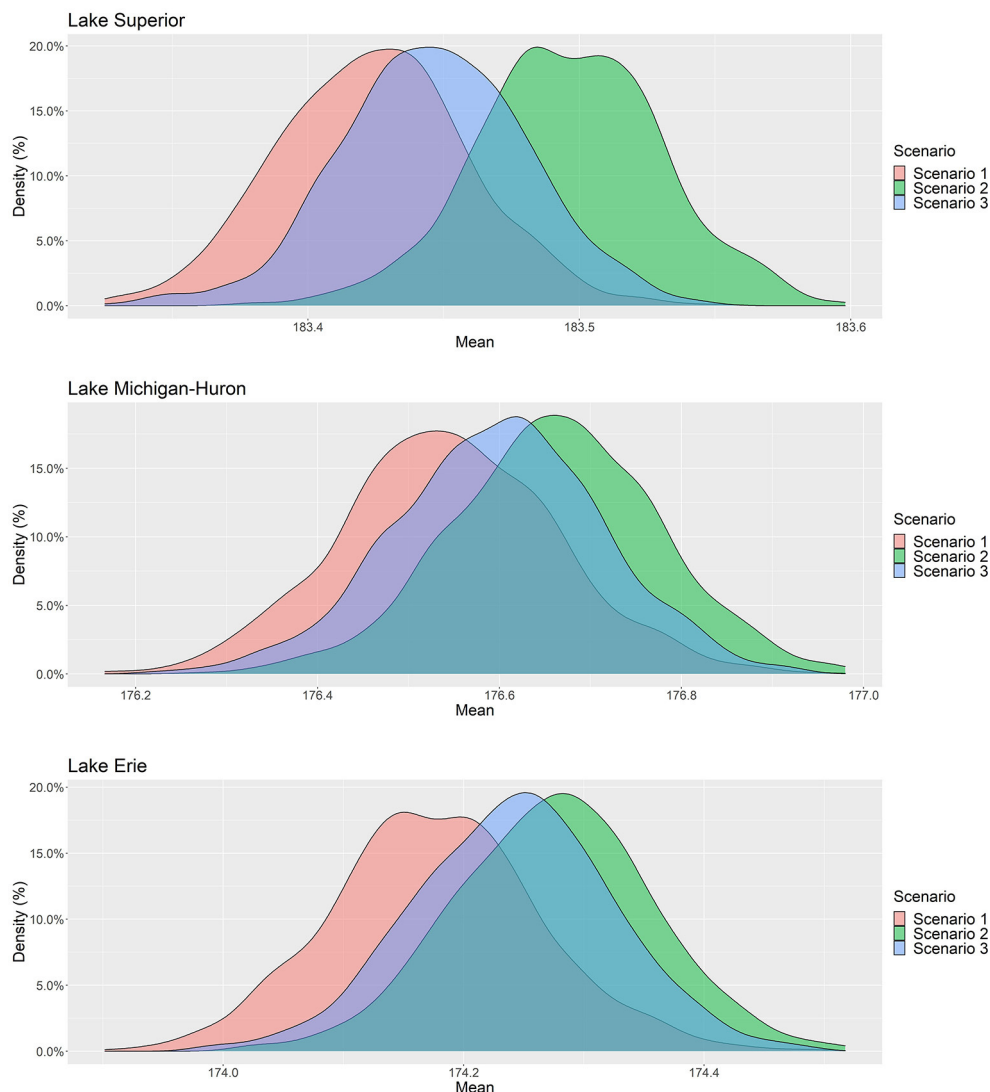 Lake Superior
20.0%
15.0%
10.0%
5.0%
0.0%
Density (%)
183.4 183.5 183.6
Mean
Scenario
Scenario 1
Scenario 2
Scenario 3
Lake Michigan-Huron
15.0%
10.0%
5.0%
0.0%
Density (%)
176.2 176.4 176.6 176.8 177.0
Mean
Scenario
Scenario 1
Scenario 2
Scenario 3
Lake Erie
20.0%
15.0%
10.0%
5.0%
0.0%
Density (%)
174.0 174.2 174.4
Mean
Scenario
Scenario 1
Scenario 2
Scenario 3